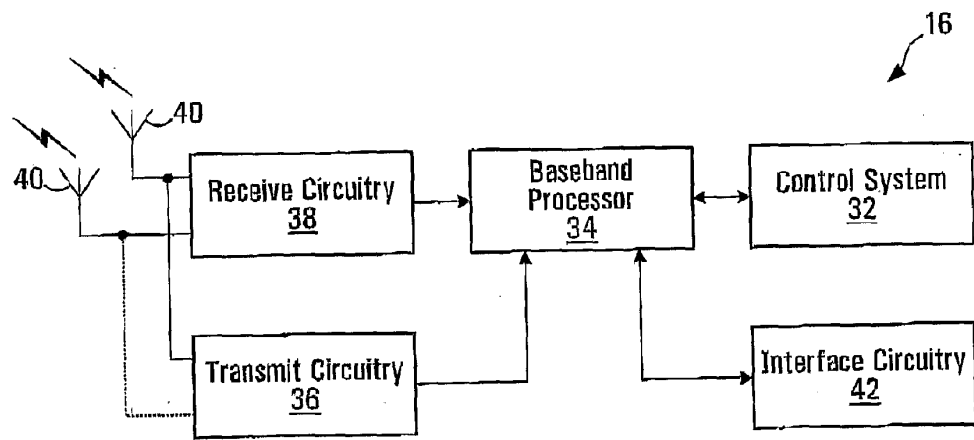 16
40
40
Receive Circuitry
38
Baseband
Processor
34
Control System
32
Transmit Circuitry
36
Interface Circuitry
42